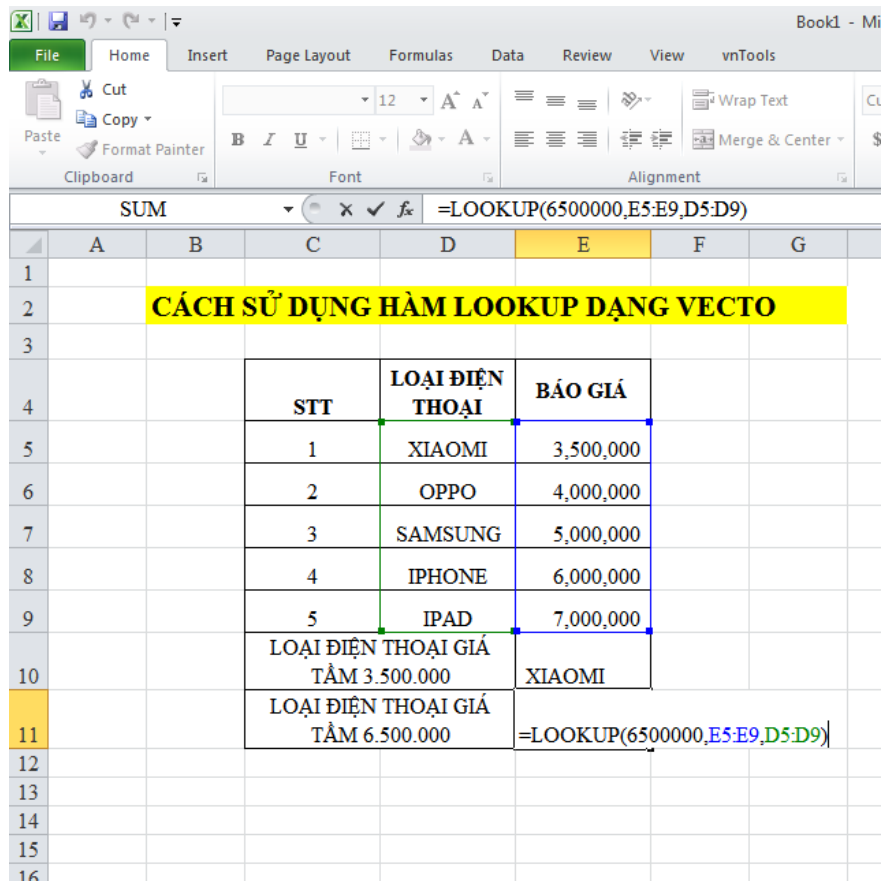 Book1 - Mi
File Home Insert Page Layout Formulas Data Review View vnTools
Cut
Copy
Format Painter
Paste
12 A A
Wrap Text
Cu
B I U A
Merge & Center
$
Clipboard Font Alignment
SUM fx =LOOKUP(6500000,E5:E9,D5:D9)
A B C D E F G
1
2 CÁCH SỬ DỤNG HÀM LOOKUP DẠNG VECTO
3
4 STT LOẠI ĐIỆN THOẠI BÁO GIÁ
5 1 XIAOMI 3,500,000
6 2 OPPO 4,000,000
7 3 SAMSUNG 5,000,000
8 4 IPHONE 6,000,000
9 5 IPAD 7,000,000
LOẠI ĐIỆN THOẠI GIÁ
10 TẦM 3.500.000 XIAOMI
LOẠI ĐIỆN THOẠI GIÁ
11 TẦM 6.500.000 =LOOKUP(6500000,E5:E9,D5:D9)
12
13
14
15
16